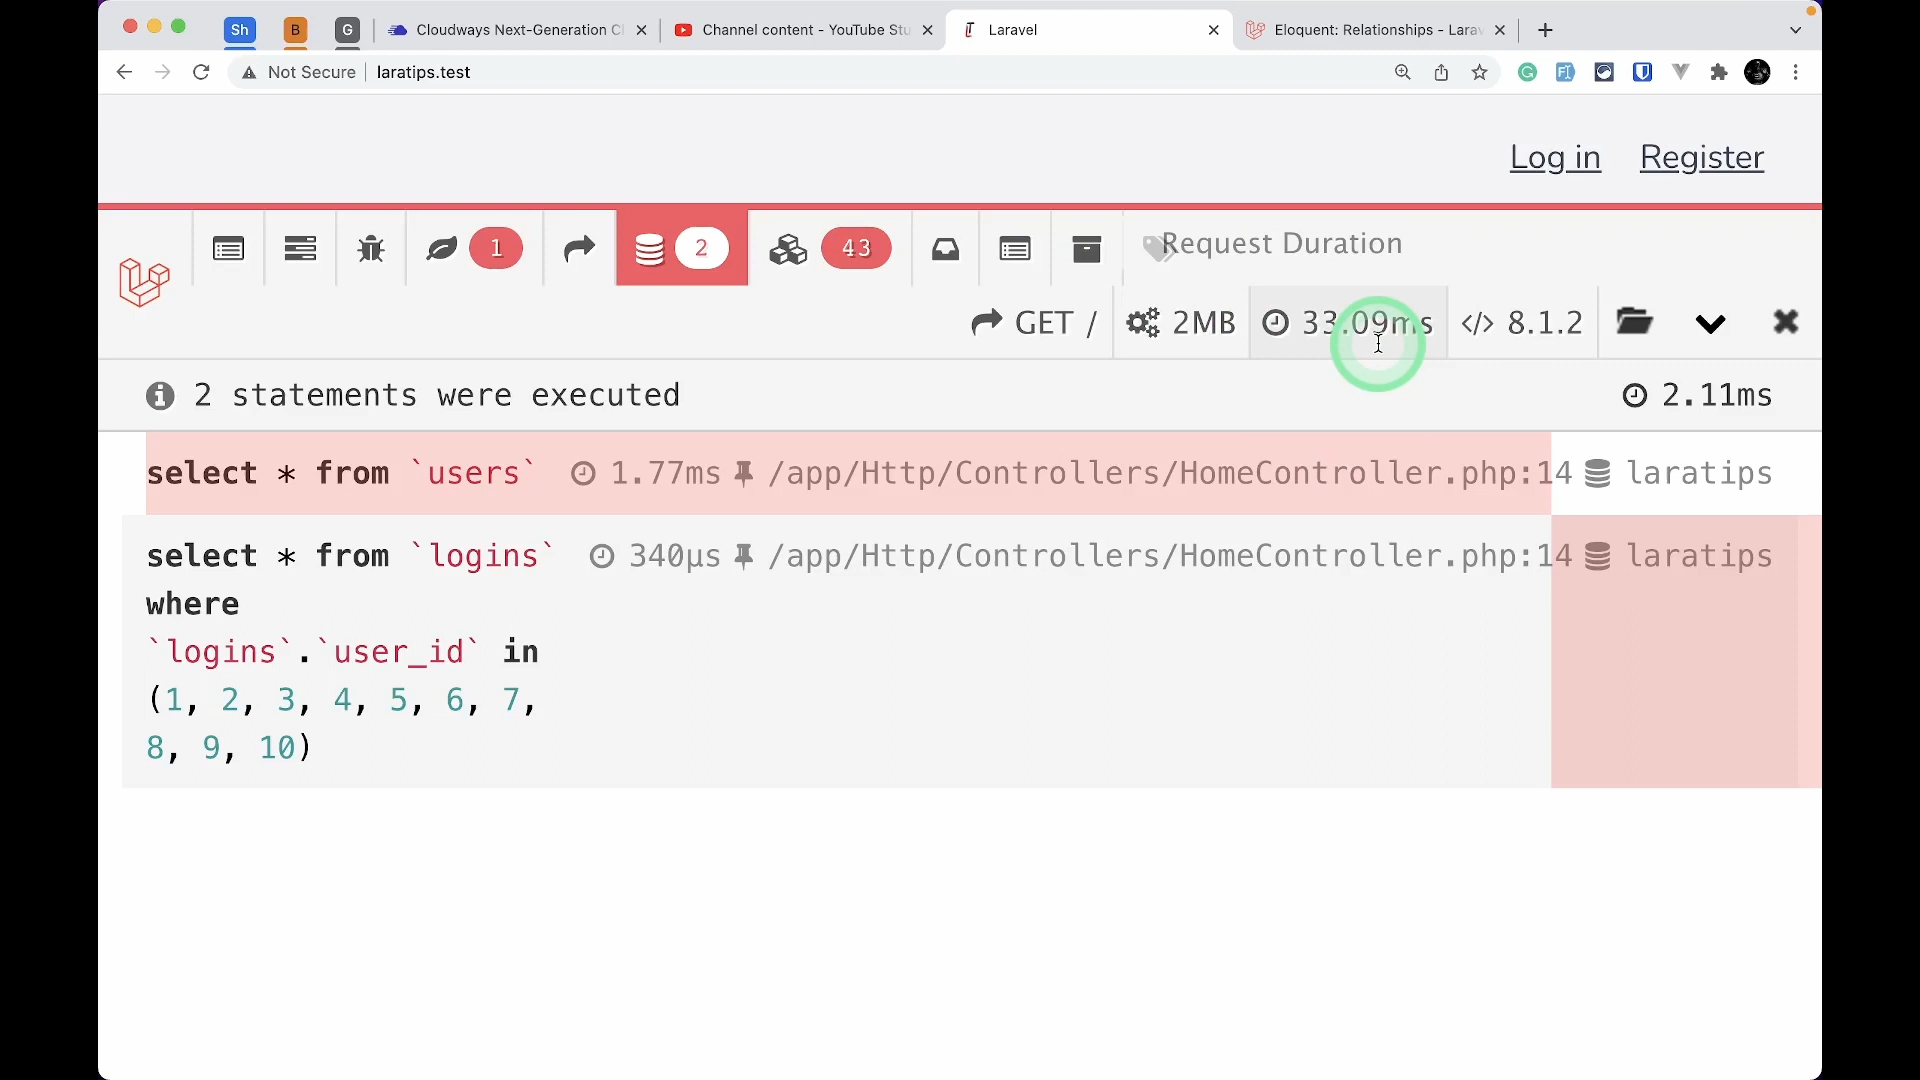 Sh B G Cloudways Next-Generation Cl Channel content - YouTube Stu Laravel Eloquent: Relationships - Larav
Not Secure laratips.test
Log in Register
1 2 43 Request Duration
GET / 2MB 33.09ms 8.1.2
2 statements were executed 2.11ms
select * from `users` 1.77ms /app/Http/Controllers/HomeController.php:14 laratips
select * from `logins` 340μs /app/Http/Controllers/HomeController.php:14 laratips
where
`logins`.`user_id` in
(1, 2, 3, 4, 5, 6, 7,
8, 9, 10)